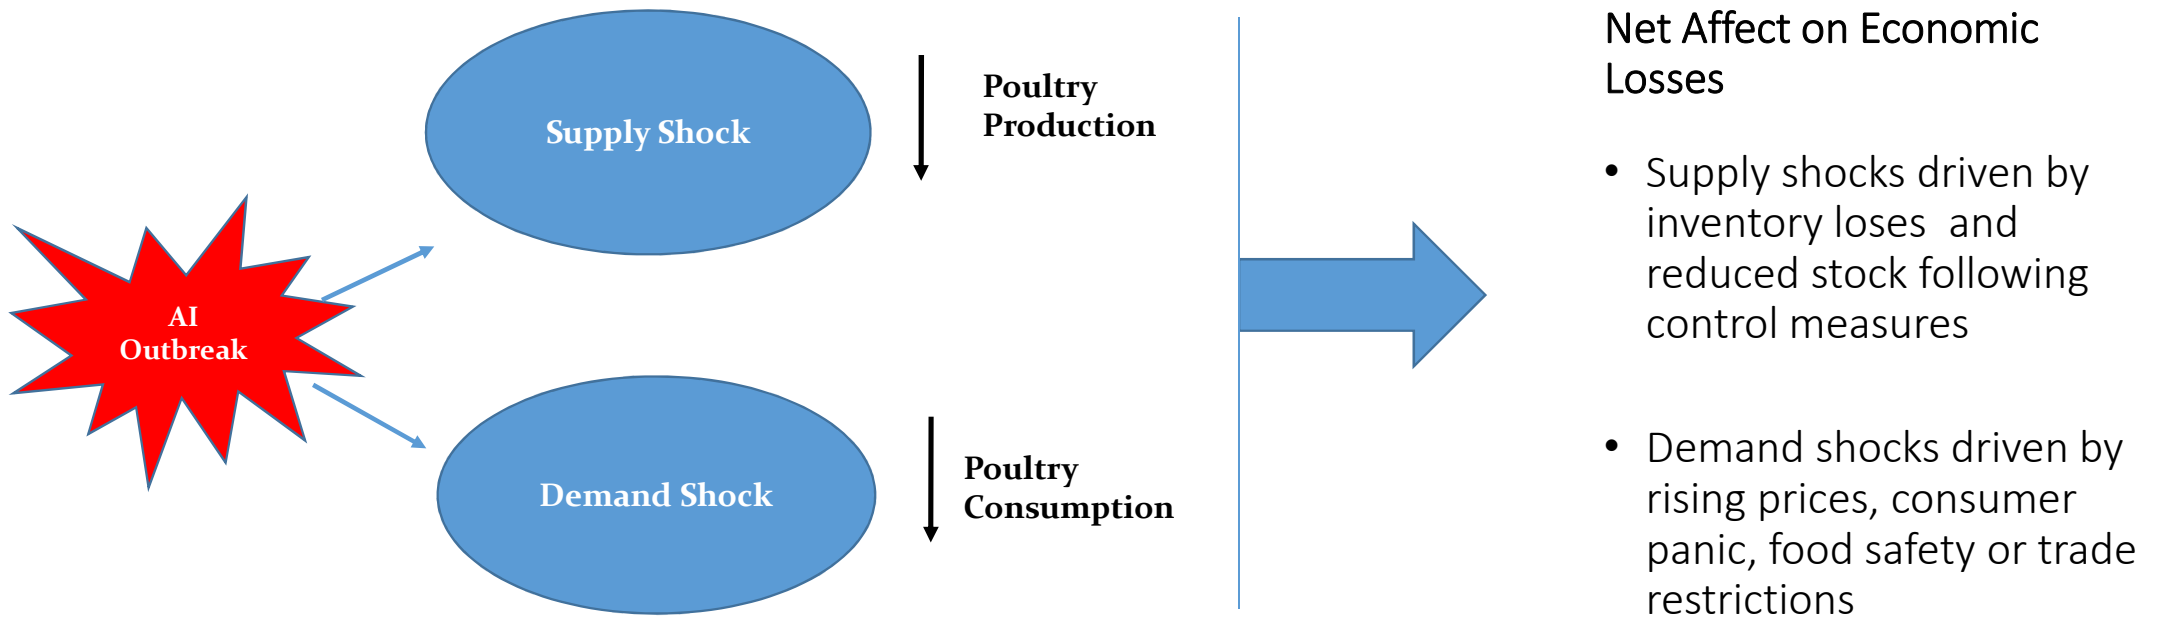 AI
Outbreak
Supply Shock
Poultry
Production
Demand Shock
Poultry
Consumption
Net Affect on Economic
Losses
• Supply shocks driven by
inventory loses  and
reduced stock following
control measures
• Demand shocks driven by
rising prices, consumer
panic, food safety or trade
restrictions